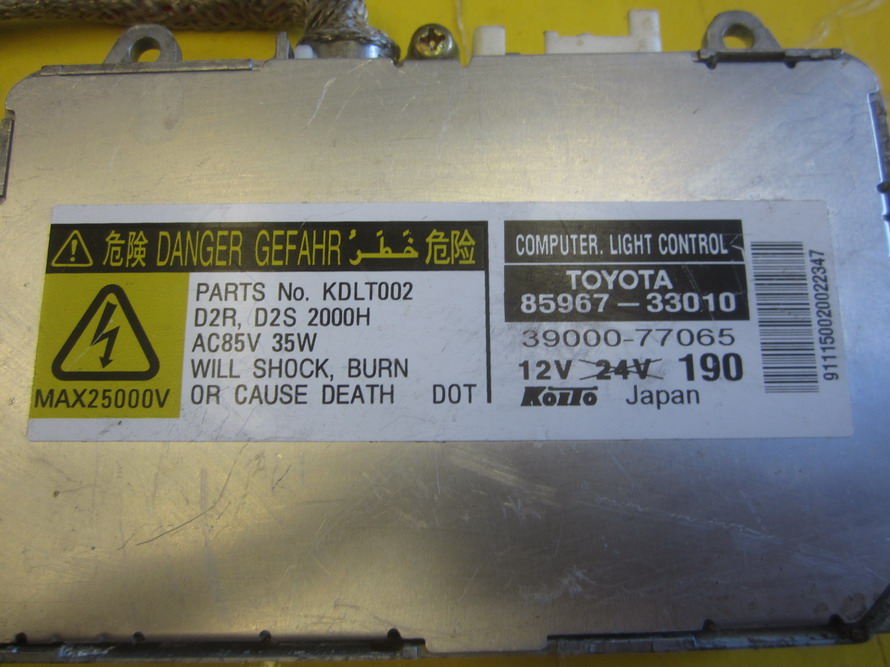 危険 DANGER GEFAHR خطر 危险
PARTS No. KDLT002
D2R, D2S 2000H
AC85V 35W
WILL SHOCK, BURN
OR CAUSE DEATH DOT
MAX25000V
COMPUTER. LIGHT CONTROL
TOYOTA
85967-33010
39000-77065
12V 24V 190
KOITO Japan
911150020022347